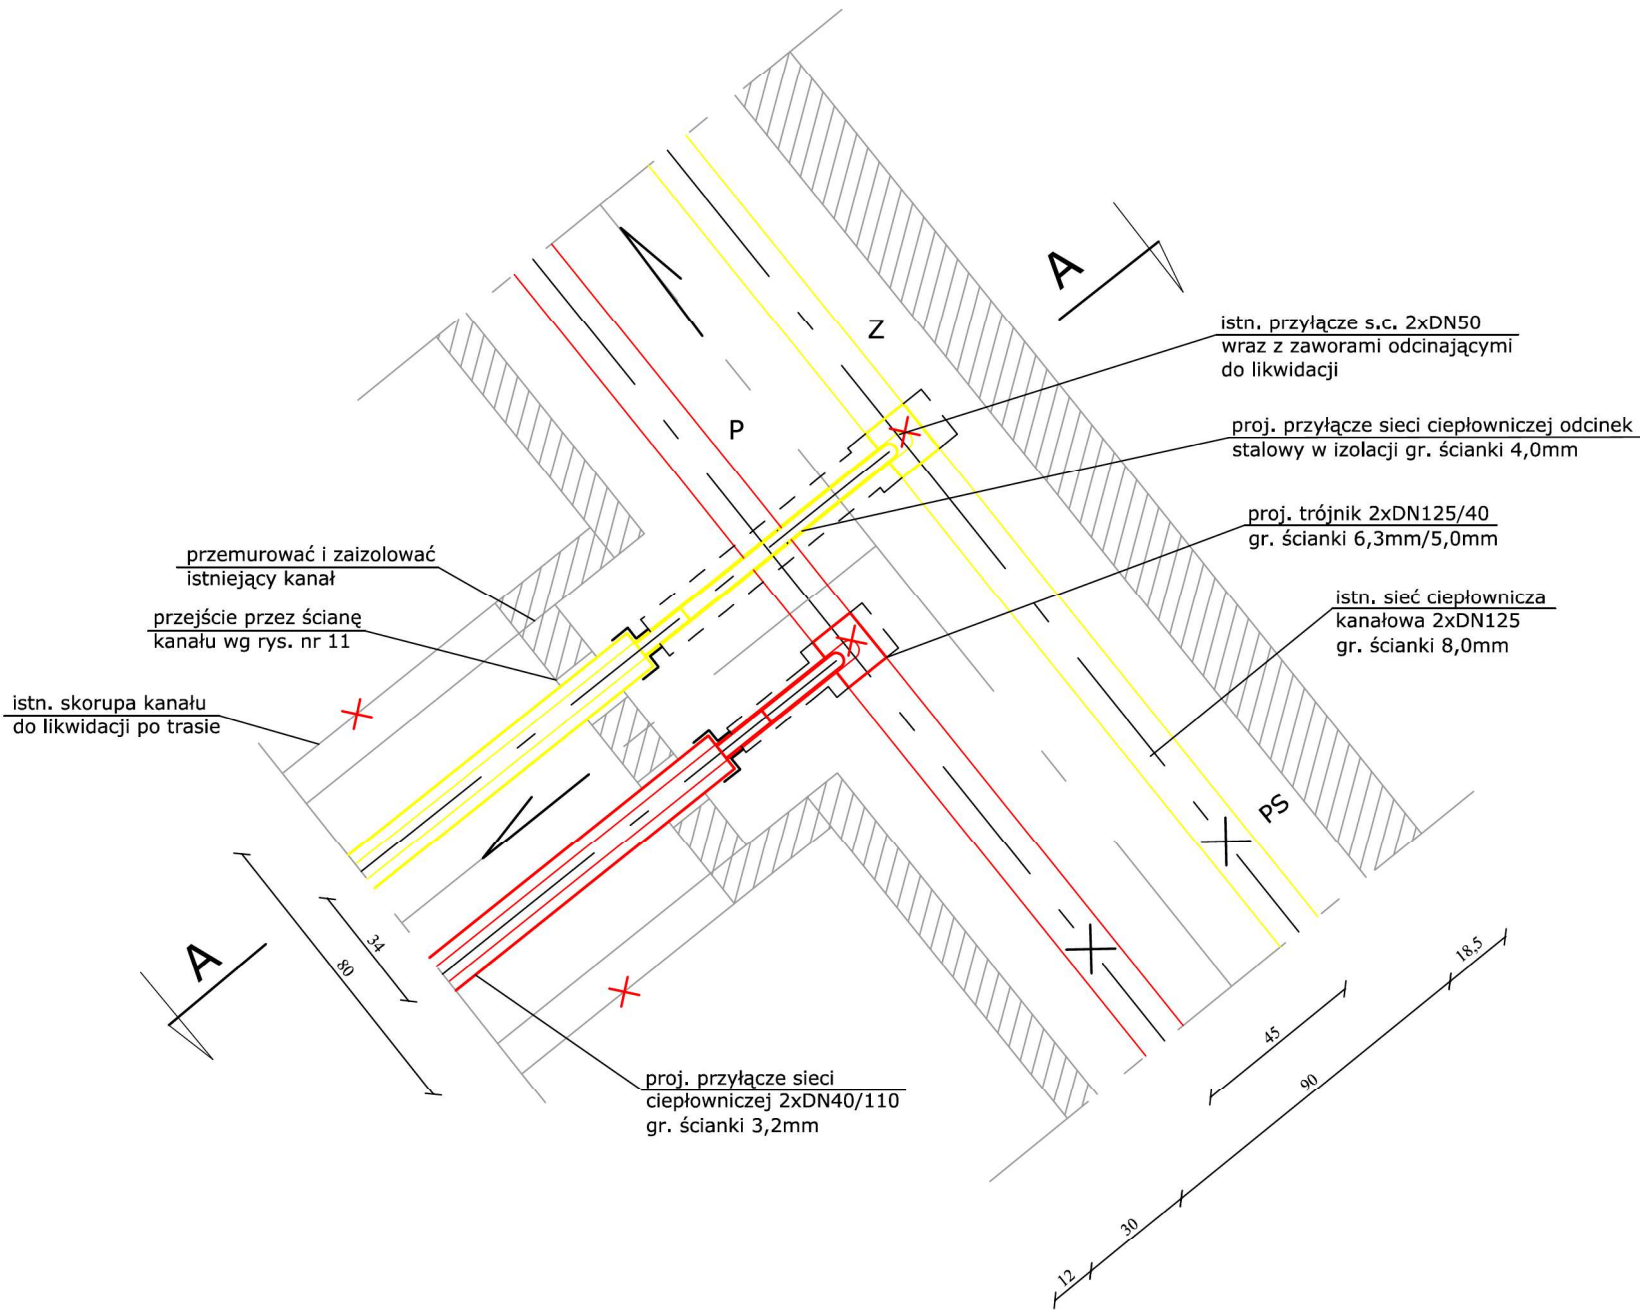 A
Z
istn. przyłącze s.c. 2xDN50
wraz z zaworami odcinającymi
do likwidacji
P
proj. przyłącze sieci ciepłowniczej odcinek
stalowy w izolacji gr. ścianki 4,0mm
proj. trójnik 2xDN125/40
gr. ścianki 6,3mm/5,0mm
przemurować i zaizolować
istniejący kanał
istn. sieć ciepłownicza
kanałowa 2xDN125
gr. ścianki 8,0mm
przejście przez ścianę
kanału wg rys. nr 11
istn. skorupa kanału
do likwidacji po trasie
PS
A
34
80
18,5
45
90
30
12
proj. przyłącze sieci
ciepłowniczej 2xDN40/110
gr. ścianki 3,2mm